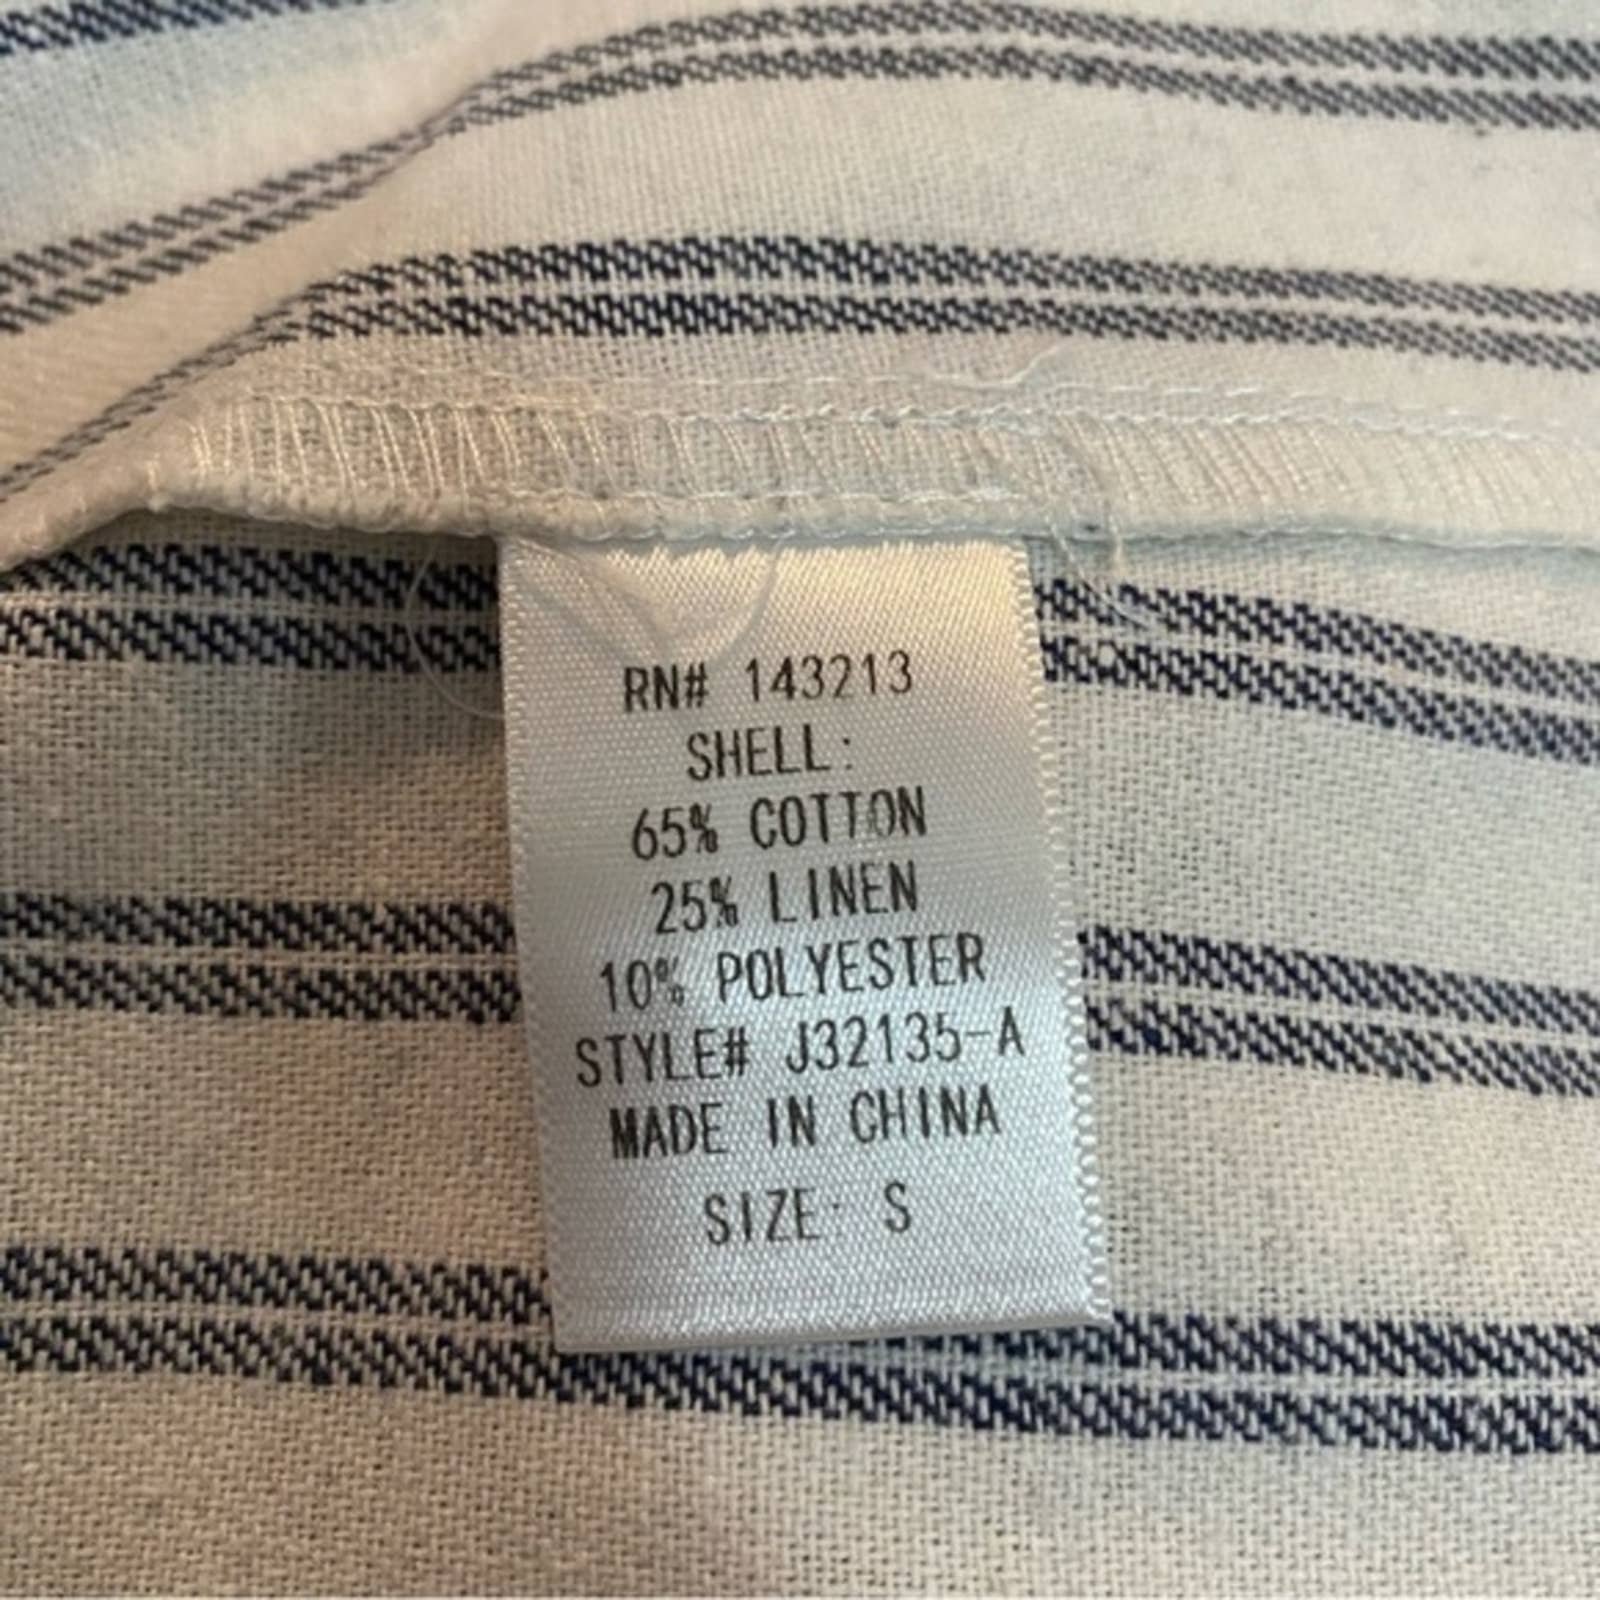 RN# 143213
SHELL:
65% COTTON
25% LINEN
10% POLYESTER
STYLE# J32135-A
MADE IN CHINA
SIZE: S